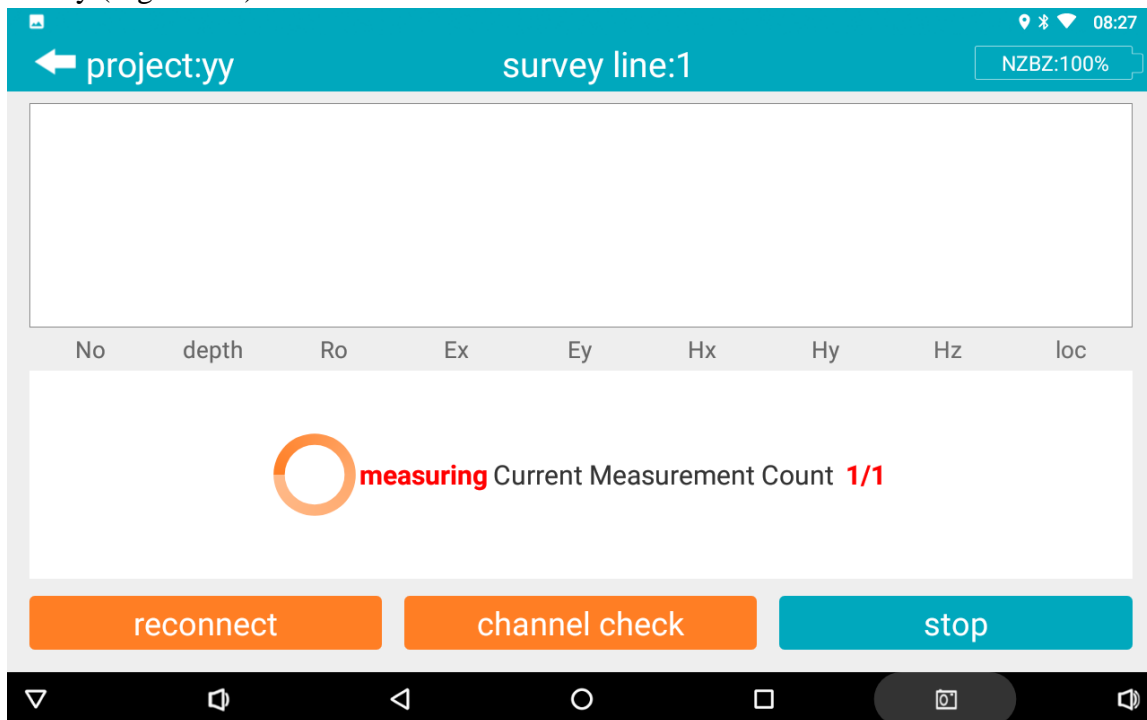 08:27
project:yy survey line:1 NZBZ:100%
No depth Ro Ex Ey Hx Hy Hz loc
measuring Current Measurement Count 1/1
reconnect channel check stop